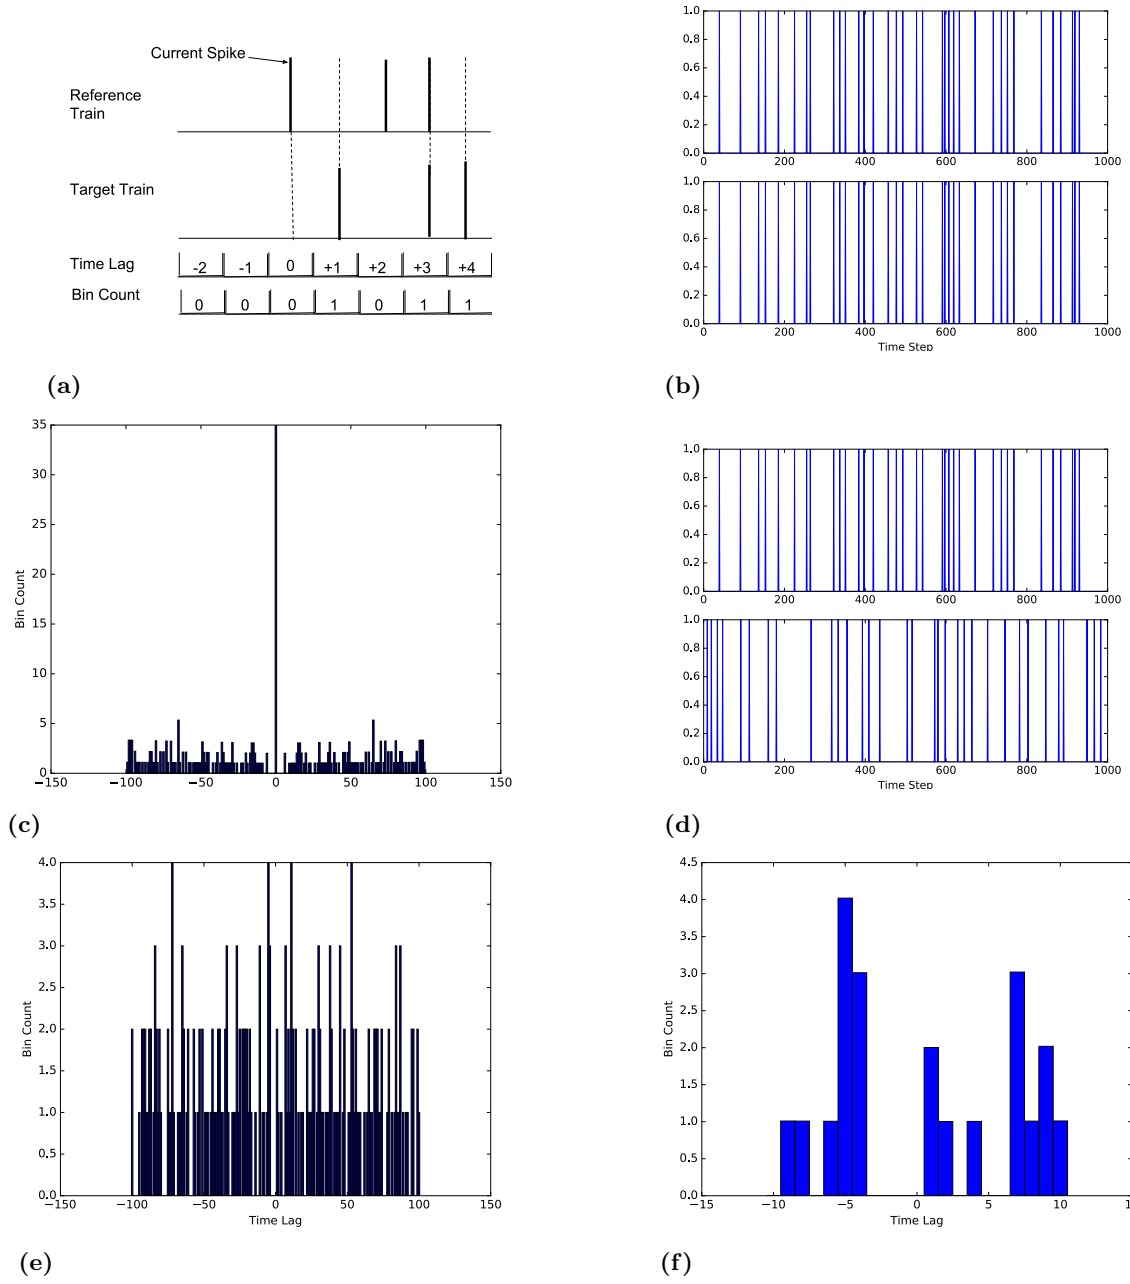 Current Spike
Reference
Train
Target Train
Time Lag
-2 -1 0 +1 +2 +3 +4
Bin Count
0 0 0 1 0 1 1
(a)
1.0
0.8
0.6
0.4
0.2
0.0
0 200 400 600 800 1000
1.0
0.8
0.6
0.4
0.2
0.0
0 200 400 600 800 1000
Time Step
(b)
35
30
25
20
15
10
5
0
Bin Count
−150 −100 −50 0 50 100 150
(c)
1.0
0.8
0.6
0.4
0.2
0.0
0 200 400 600 800 1000
1.0
0.8
0.6
0.4
0.2
0.0
0 200 400 600 800 1000
Time Step
(d)
4.0
3.5
3.0
2.5
2.0
1.5
1.0
0.5
0.0
Bin Count
−150 −100 −50 0 50 100 150
Time Lag
(e)
4.5
4.0
3.5
3.0
2.5
2.0
1.5
1.0
0.5
0.0
Bin Count
−15 −10 −5 0 5 10
Time Lag
(f)